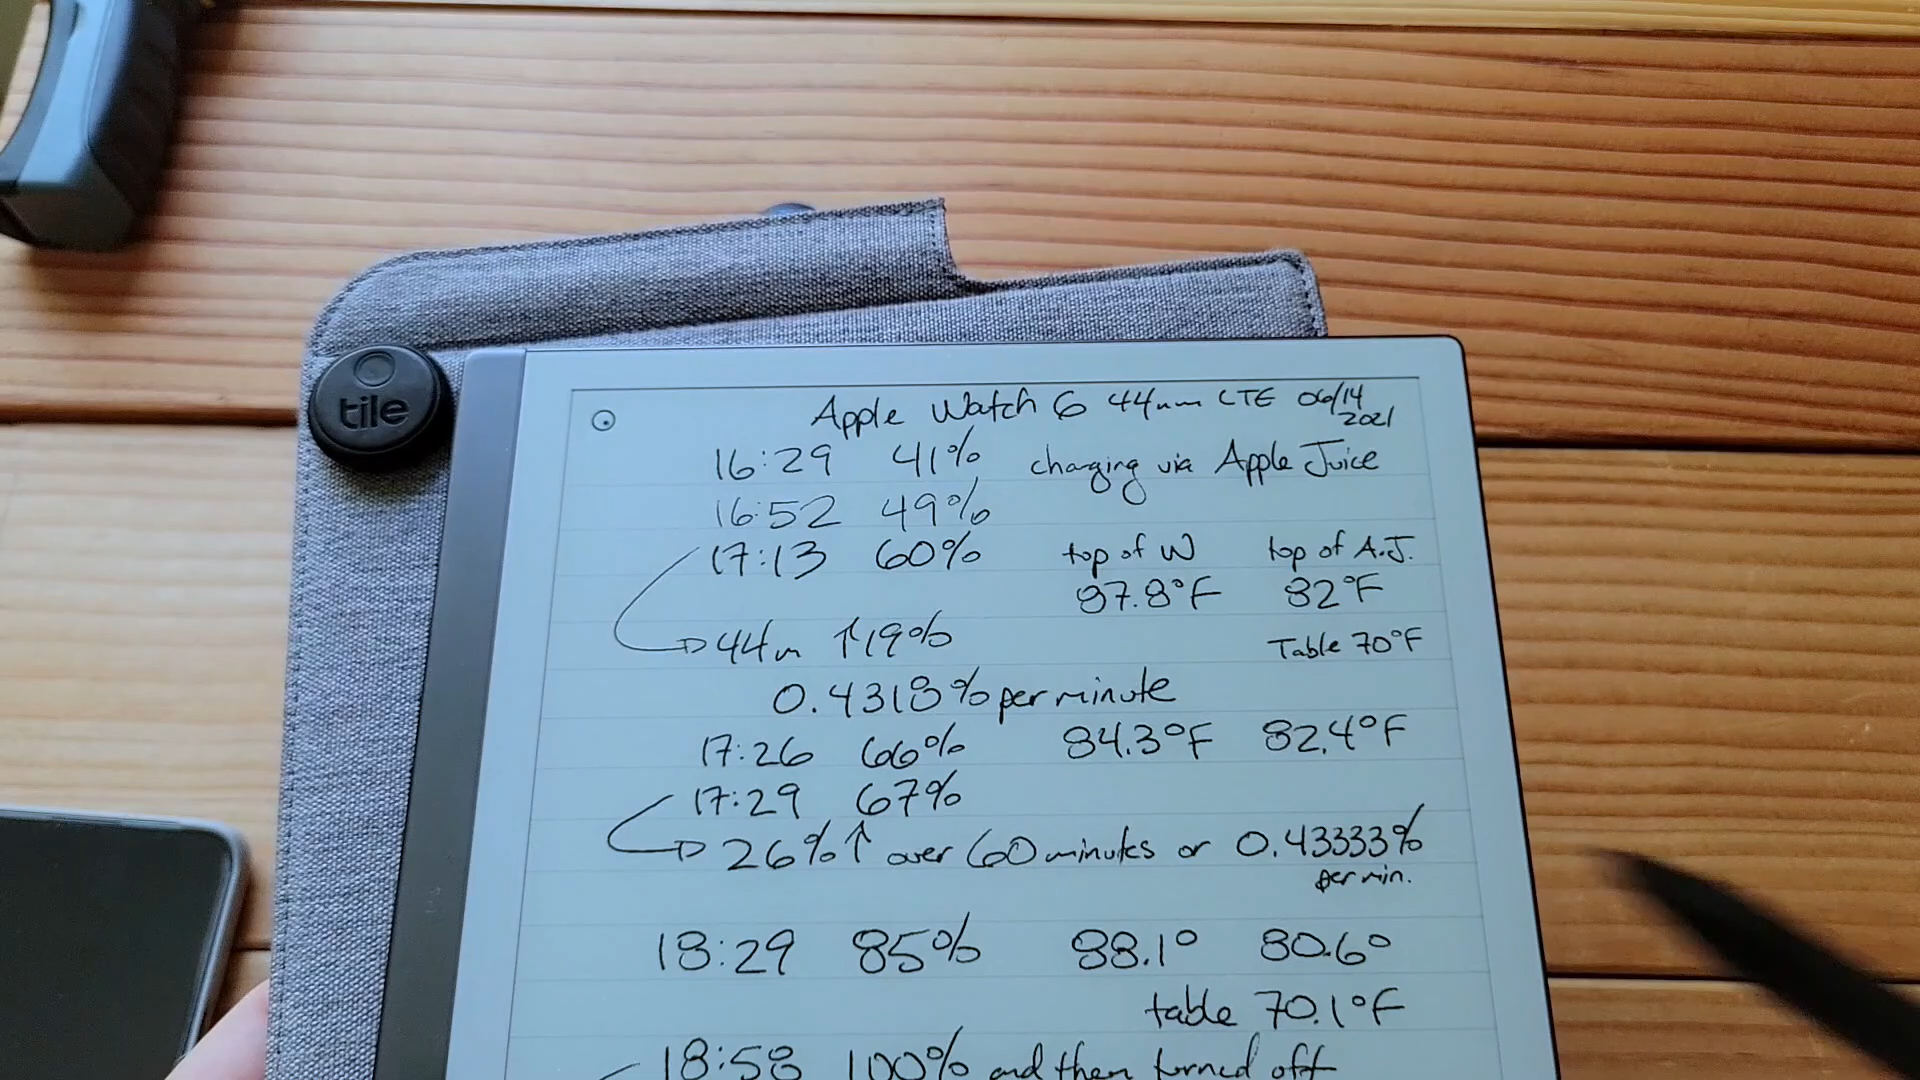 tile
Apple Watch 6 44mm LTE 06/14
2021
16:29 41% charging via Apple Juice
16:52 49%
17:13 60% top of W top of A.J.
87.8°F 82°F
44m ↑19% Table 70°F
0.4318% per minute
17:26 66% 84.3°F 82.4°F
17:29 67%
26%↑ over 60 minutes or 0.43333%
per min.
18:29 85% 88.1° 80.6°
table 70.1°F
18:58 100% and then turned off